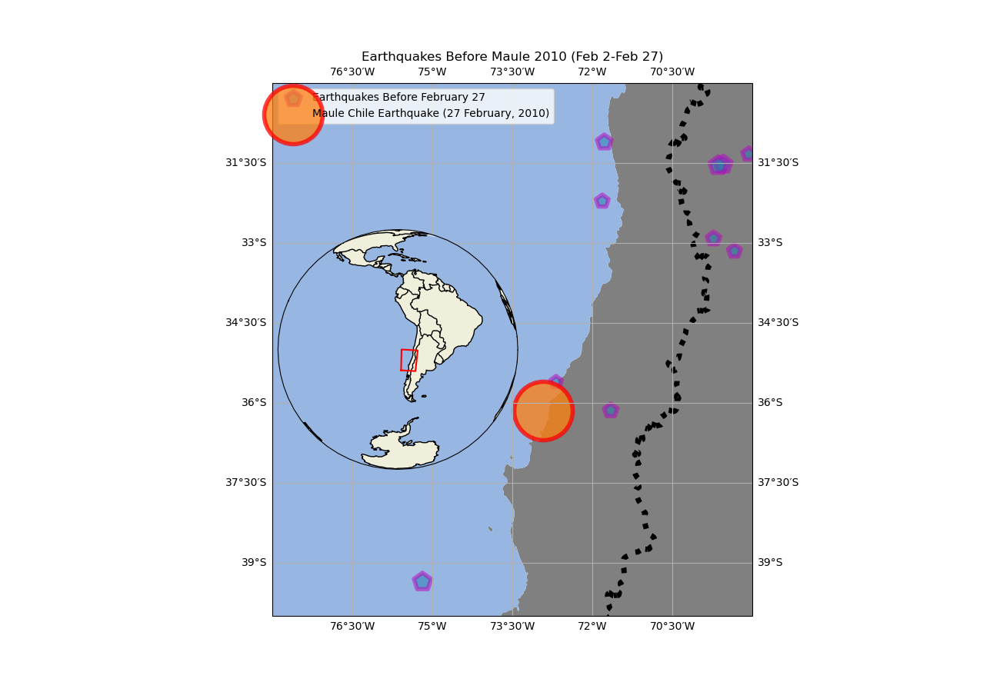 Earthquakes Before Maule 2010 (Feb 2-Feb 27)
76°30′W 75°W 73°30′W 72°W 70°30′W
Earthquakes Before February 27
Maule Chile Earthquake (27 February, 2010)
31°30′S 31°30′S
33°S 33°S
34°30′S 34°30′S
36°S 36°S
37°30′S 37°30′S
39°S 39°S
76°30′W 75°W 73°30′W 72°W 70°30′W